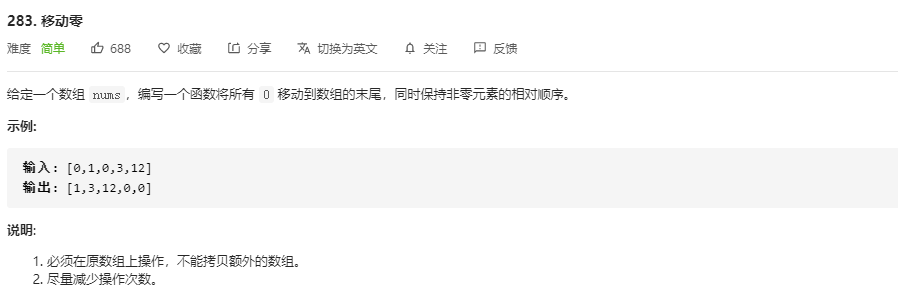 283. 移动零
难度 简单 688 收藏 分享 切换为英文 关注 反馈
给定一个数组 nums，编写一个函数将所有 0 移动到数组的末尾，同时保持非零元素的相对顺序。
示例:
输入: [0,1,0,3,12]
输出: [1,3,12,0,0]
说明:
1. 必须在原数组上操作，不能拷贝额外的数组。
2. 尽量减少操作次数。